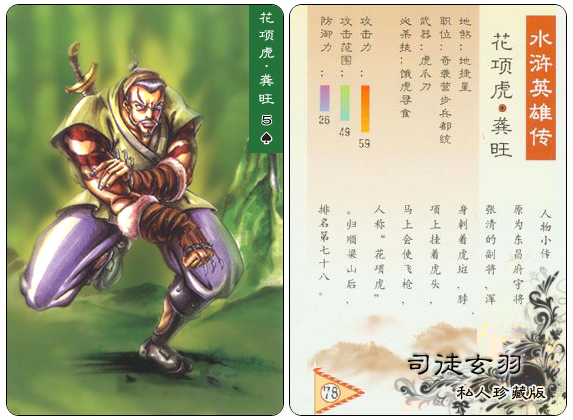 花项虎·龚旺
5
♠
水浒英雄传
花项虎·龚旺
地煞：地捷星
职位：奇袭营步兵都统
武器：虎爪刀
必杀技：饿虎寻食
攻击力：
59
攻击范围：
49
防御力：
26
人物小传
原为东昌府守将
张清的副将，浑
身刺着虎斑，脖
项上挂着虎头，
马上会使飞枪，
人称“花项虎”
。归顺梁山后，
排名第七十八。
78
司徒玄羽
私人珍藏版